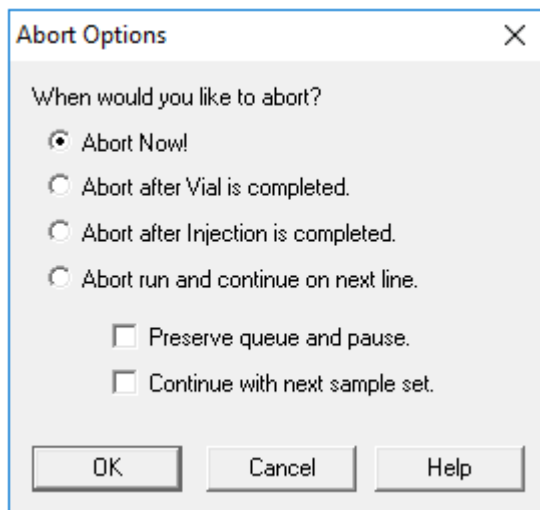 Abort Options
When would you like to abort?
Abort Now!
Abort after Vial is completed.
Abort after Injection is completed.
Abort run and continue on next line.
Preserve queue and pause.
Continue with next sample set.
OK Cancel Help